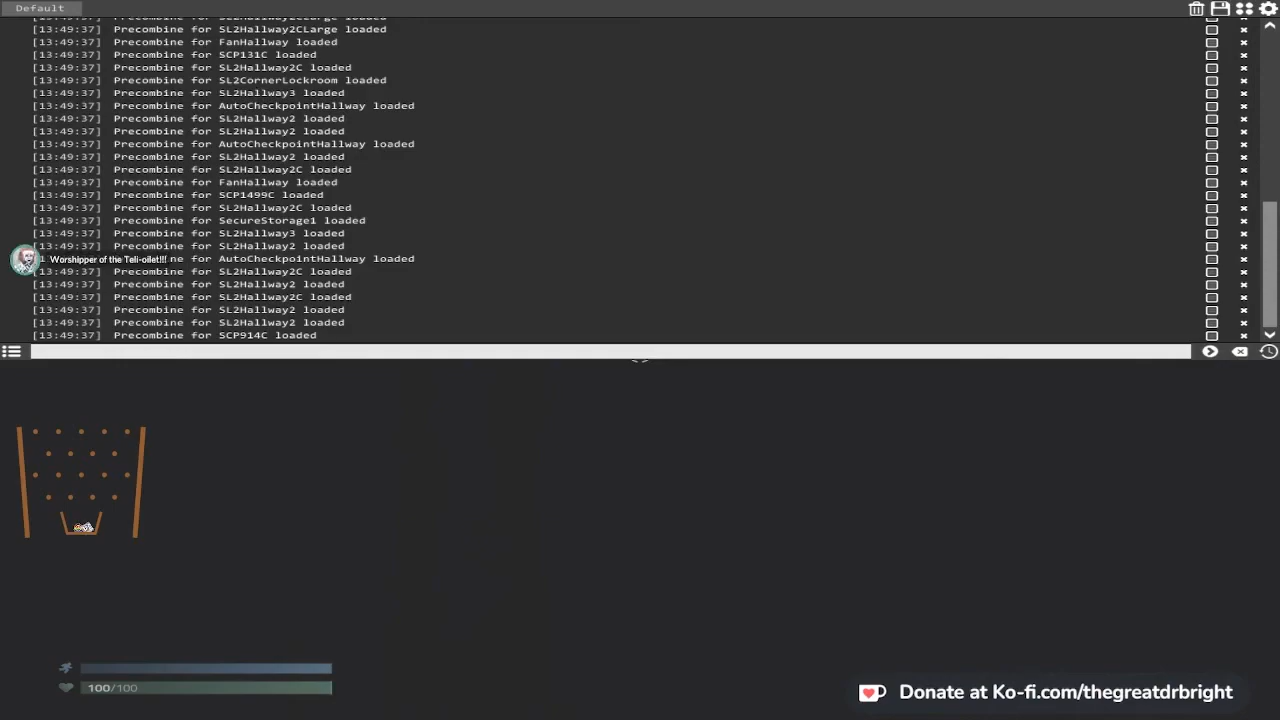 Default
Precombine for SL2Hallway2CLarge loaded
[13:49:37] Precombine for SL2Hallway2CLarge loaded
[13:49:37] Precombine for FanHallway loaded
[13:49:37] Precombine for SCP131C loaded
[13:49:37] Precombine for SL2Hallway2C loaded
[13:49:37] Precombine for SL2CornerLockroom loaded
[13:49:37] Precombine for SL2Hallway3 loaded
[13:49:37] Precombine for AutoCheckpointHallway loaded
[13:49:37] Precombine for SL2Hallway2 loaded
[13:49:37] Precombine for SL2Hallway2 loaded
[13:49:37] Precombine for AutoCheckpointHallway loaded
[13:49:37] Precombine for SL2Hallway2 loaded
[13:49:37] Precombine for SL2Hallway2C loaded
[13:49:37] Precombine for FanHallway loaded
[13:49:37] Precombine for SCP1499C loaded
[13:49:37] Precombine for SL2Hallway2C loaded
[13:49:37] Precombine for SecureStorage1 loaded
[13:49:37] Precombine for SL2Hallway3 loaded
[13:49:37] Precombine for SL2Hallway2 loaded
Worshipper of the Teli-oilet!!! ne for AutoCheckpointHallway loaded
[13:49:37] Precombine for SL2Hallway2C loaded
[13:49:37] Precombine for SL2Hallway2 loaded
[13:49:37] Precombine for SL2Hallway2C loaded
[13:49:37] Precombine for SL2Hallway2 loaded
[13:49:37] Precombine for SL2Hallway2 loaded
[13:49:37] Precombine for SCP914C loaded
100/100
Donate at Ko-fi.com/thegreatdrbright